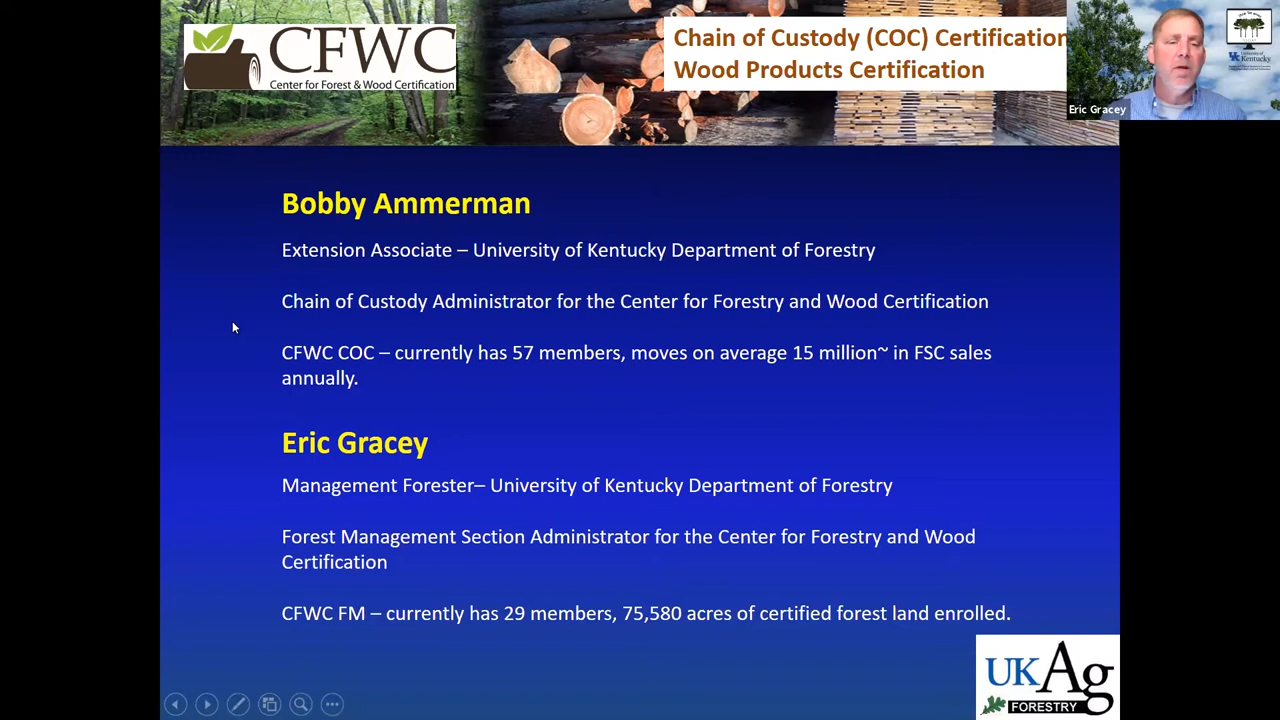 CFWC
Center for Forest & Wood Certification
Chain of Custody (COC) Certification
Wood Products Certification
Eric Gracey
University of
Kentucky
Bobby Ammerman
Extension Associate – University of Kentucky Department of Forestry
Chain of Custody Administrator for the Center for Forestry and Wood Certification
CFWC COC – currently has 57 members, moves on average 15 million~ in FSC sales
annually.
Eric Gracey
Management Forester– University of Kentucky Department of Forestry
Forest Management Section Administrator for the Center for Forestry and Wood
Certification
CFWC FM – currently has 29 members, 75,580 acres of certified forest land enrolled.
UKAg
FORESTRY